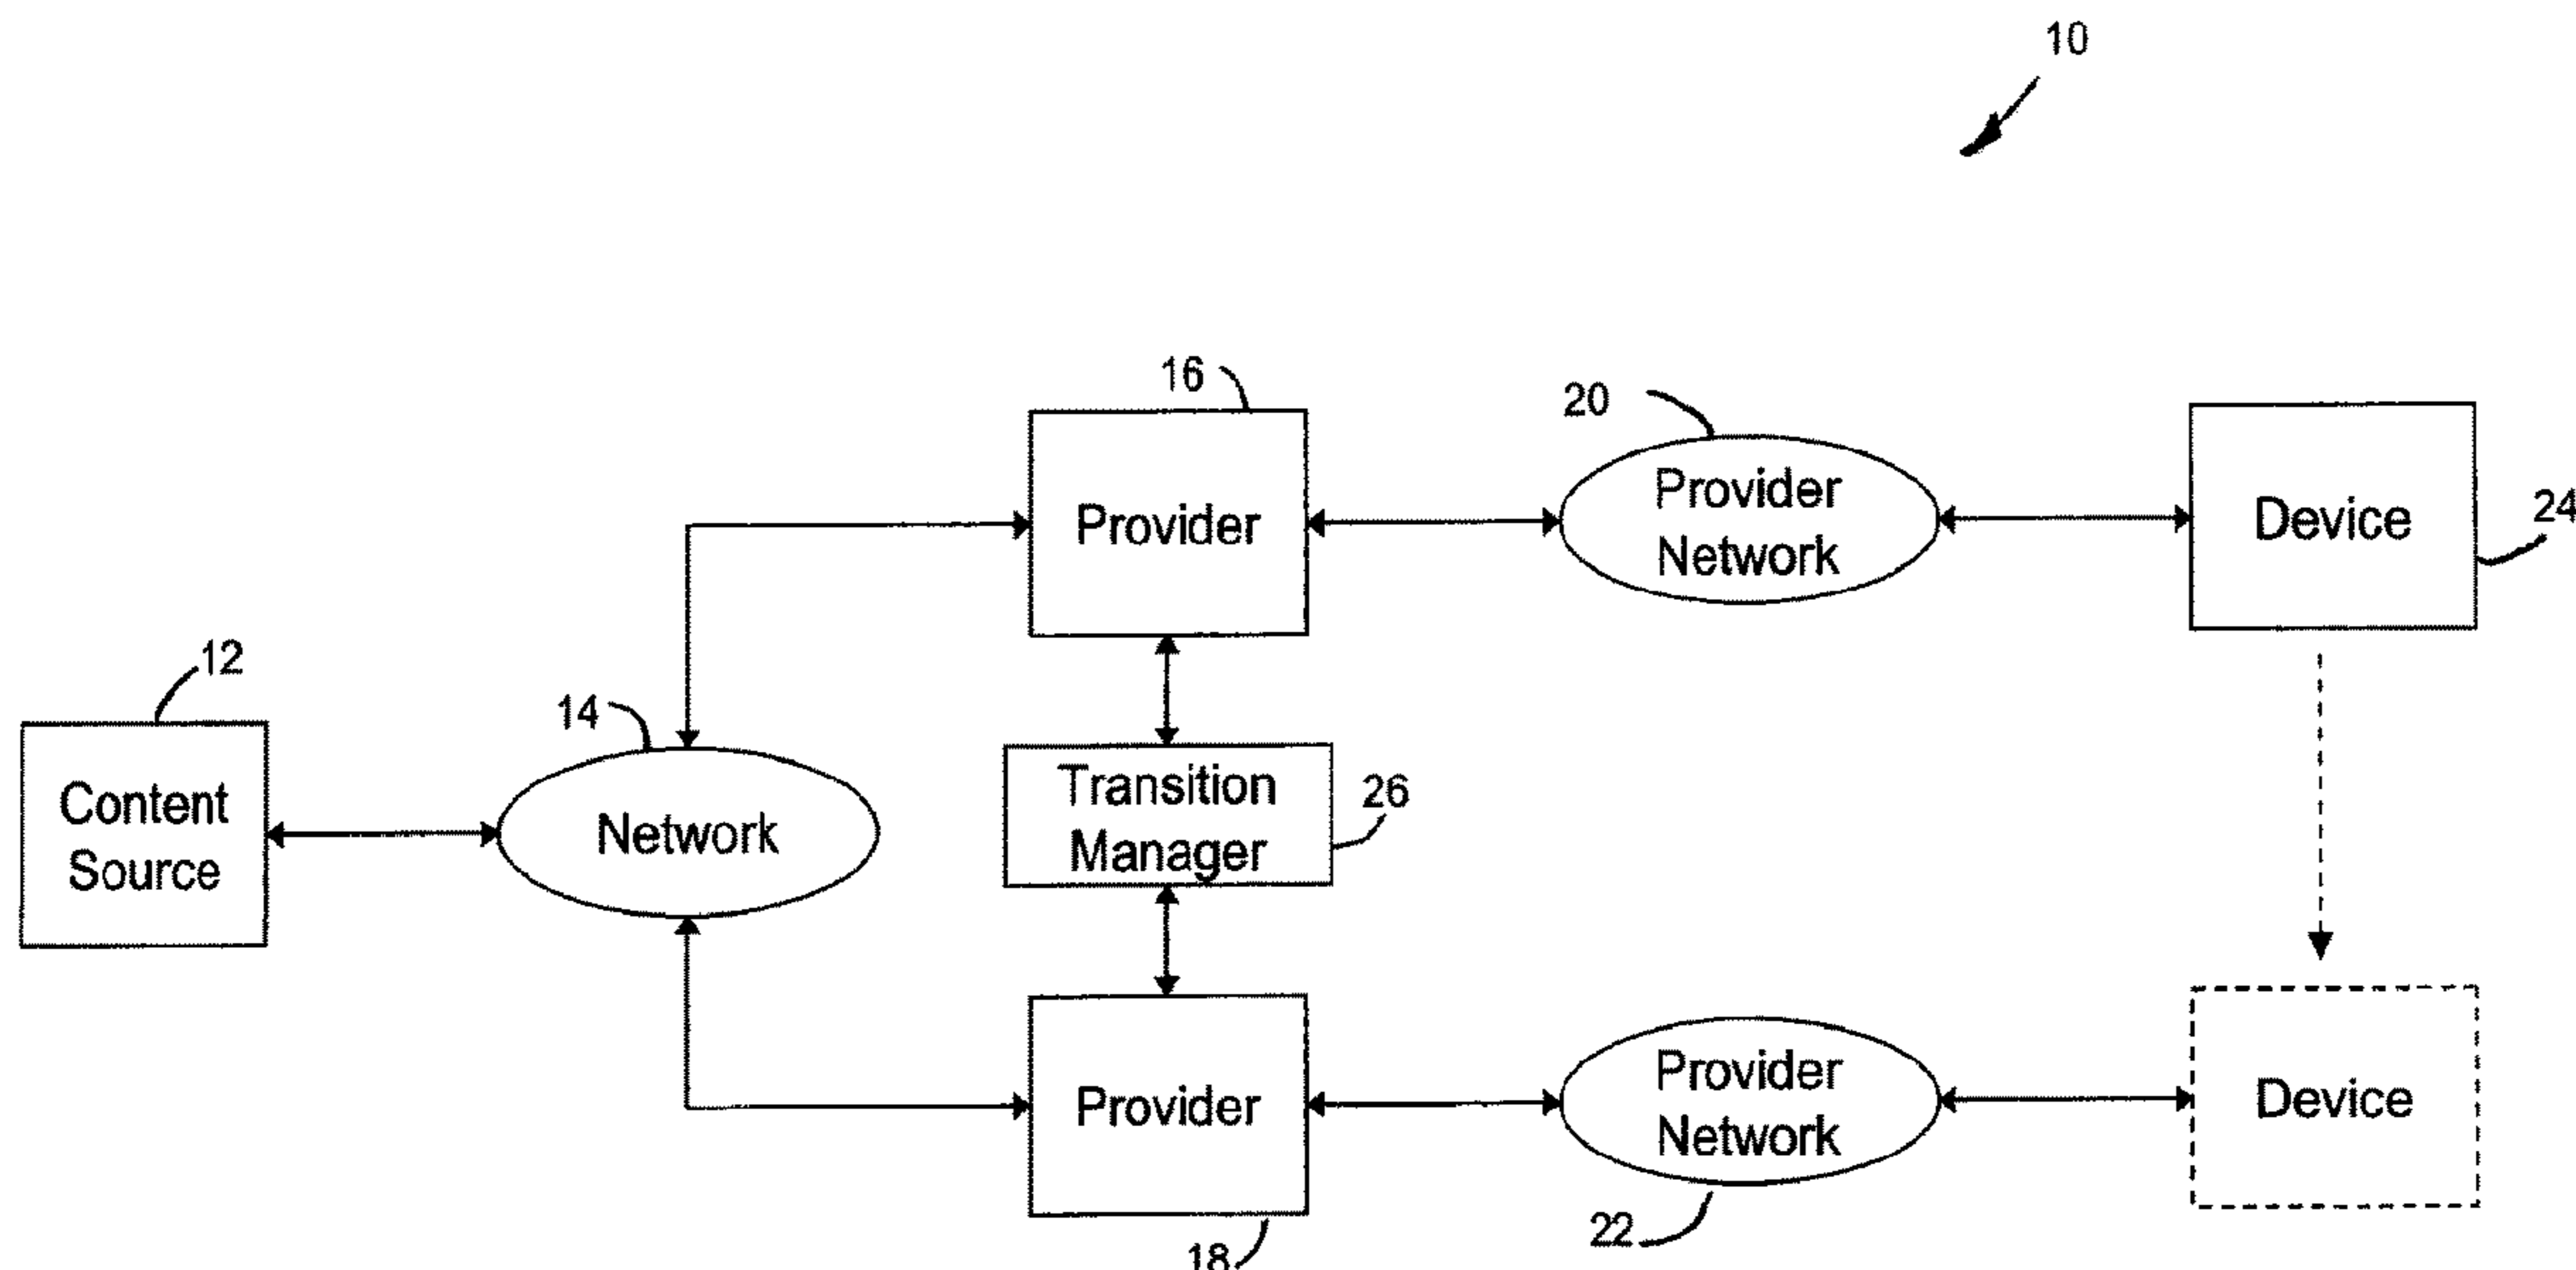 10
16
20
Provider
Provider
Network
Device
24
12
14
Content
Source
Network
Transition
Manager
26
Provider
Provider
Network
Device
18
22